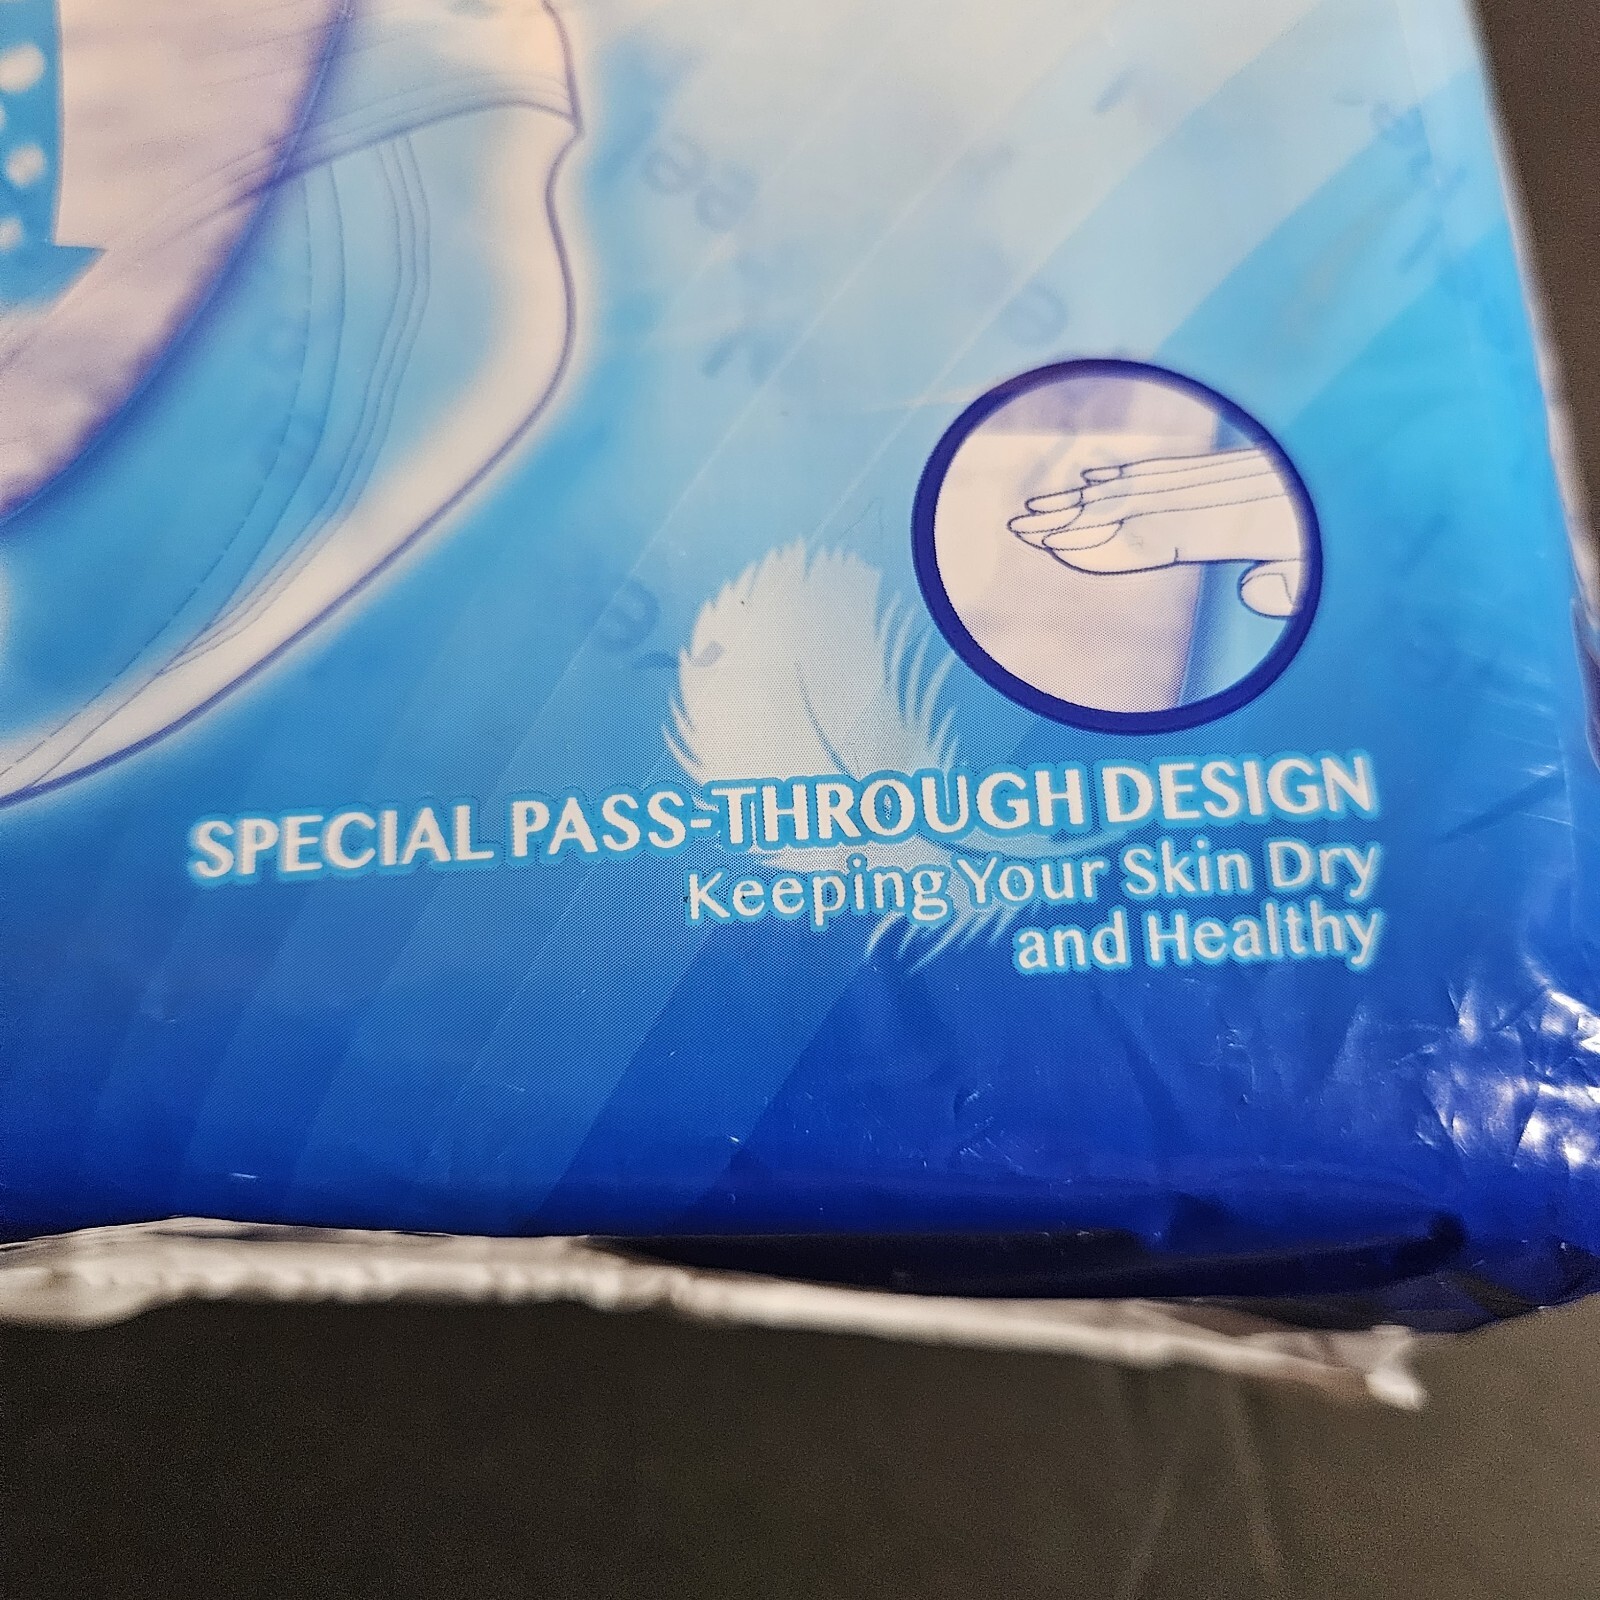 SPECIAL PASS-THROUGH DESIGN
Keeping Your Skin Dry
and Healthy